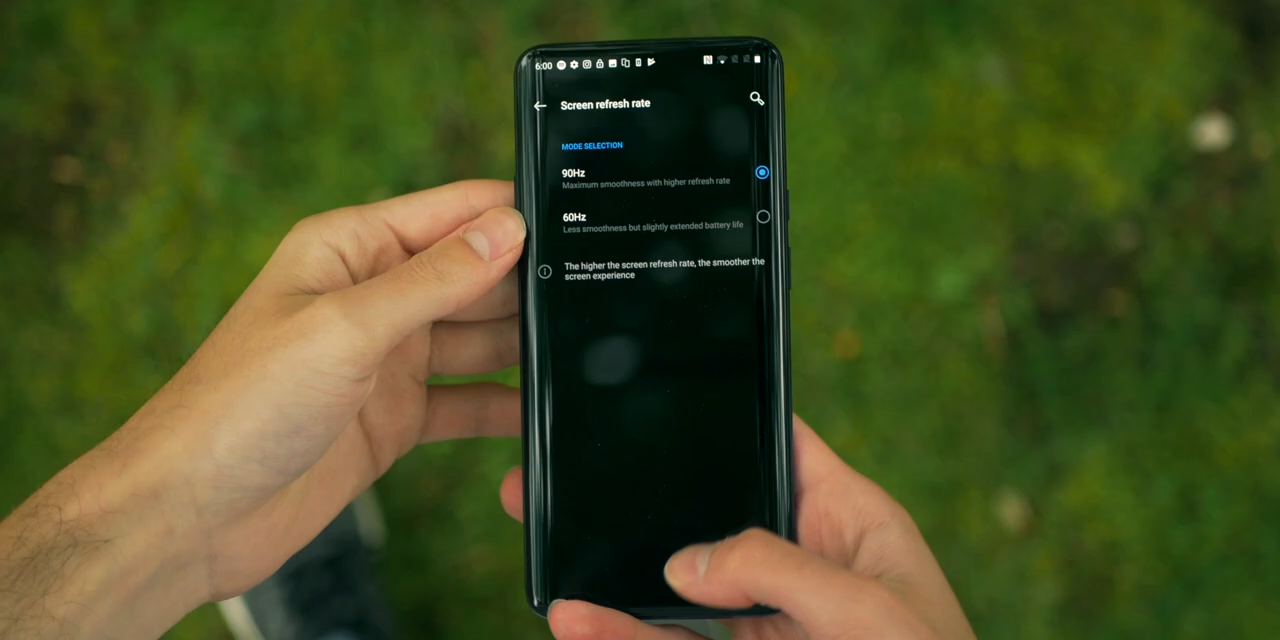 6:00
Screen refresh rate
MODE SELECTION
90Hz
Maximum smoothness with higher refresh rate
60Hz
Less smoothness but slightly extended battery life
The higher the screen refresh rate, the smoother the
screen experience